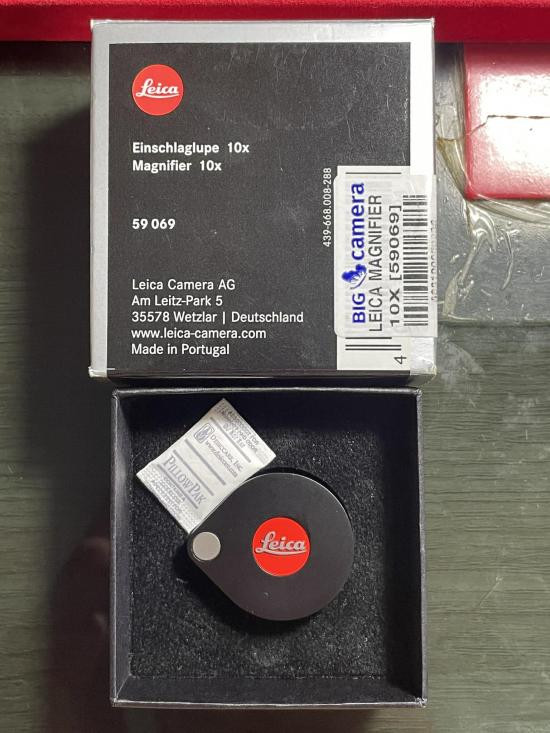 Leica
Einschlaglupe 10x
Magnifier 10x
59 069
439-668.008-288
Leica Camera AG
Am Leitz-Park 5
35578 Wetzlar | Deutschland
www.leica-camera.com
Made in Portugal
BIG camera
LEICA MAGNIFIER
10X [59069]
4
PILLOWPAK
Leica